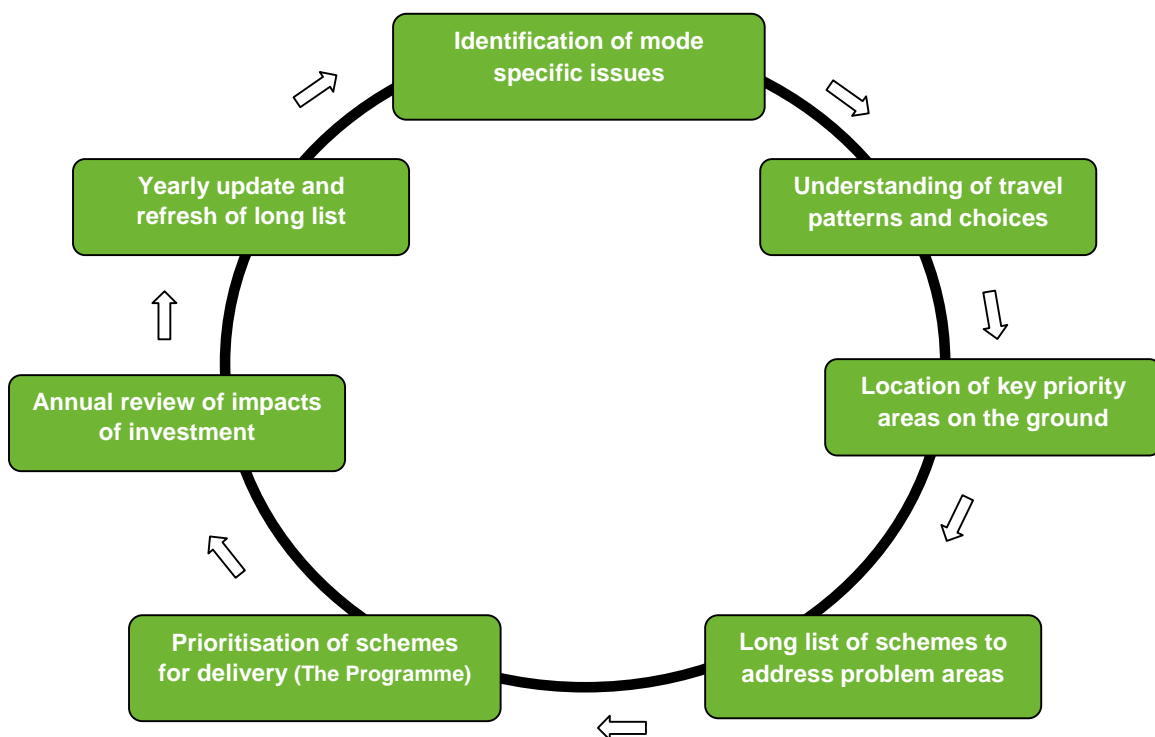 Identification of mode
specific issues
Understanding of travel
patterns and choices
Location of key priority
areas on the ground
Long list of schemes to
address problem areas
Prioritisation of schemes
for delivery (The Programme)
Annual review of impacts
of investment
Yearly update and
refresh of long list